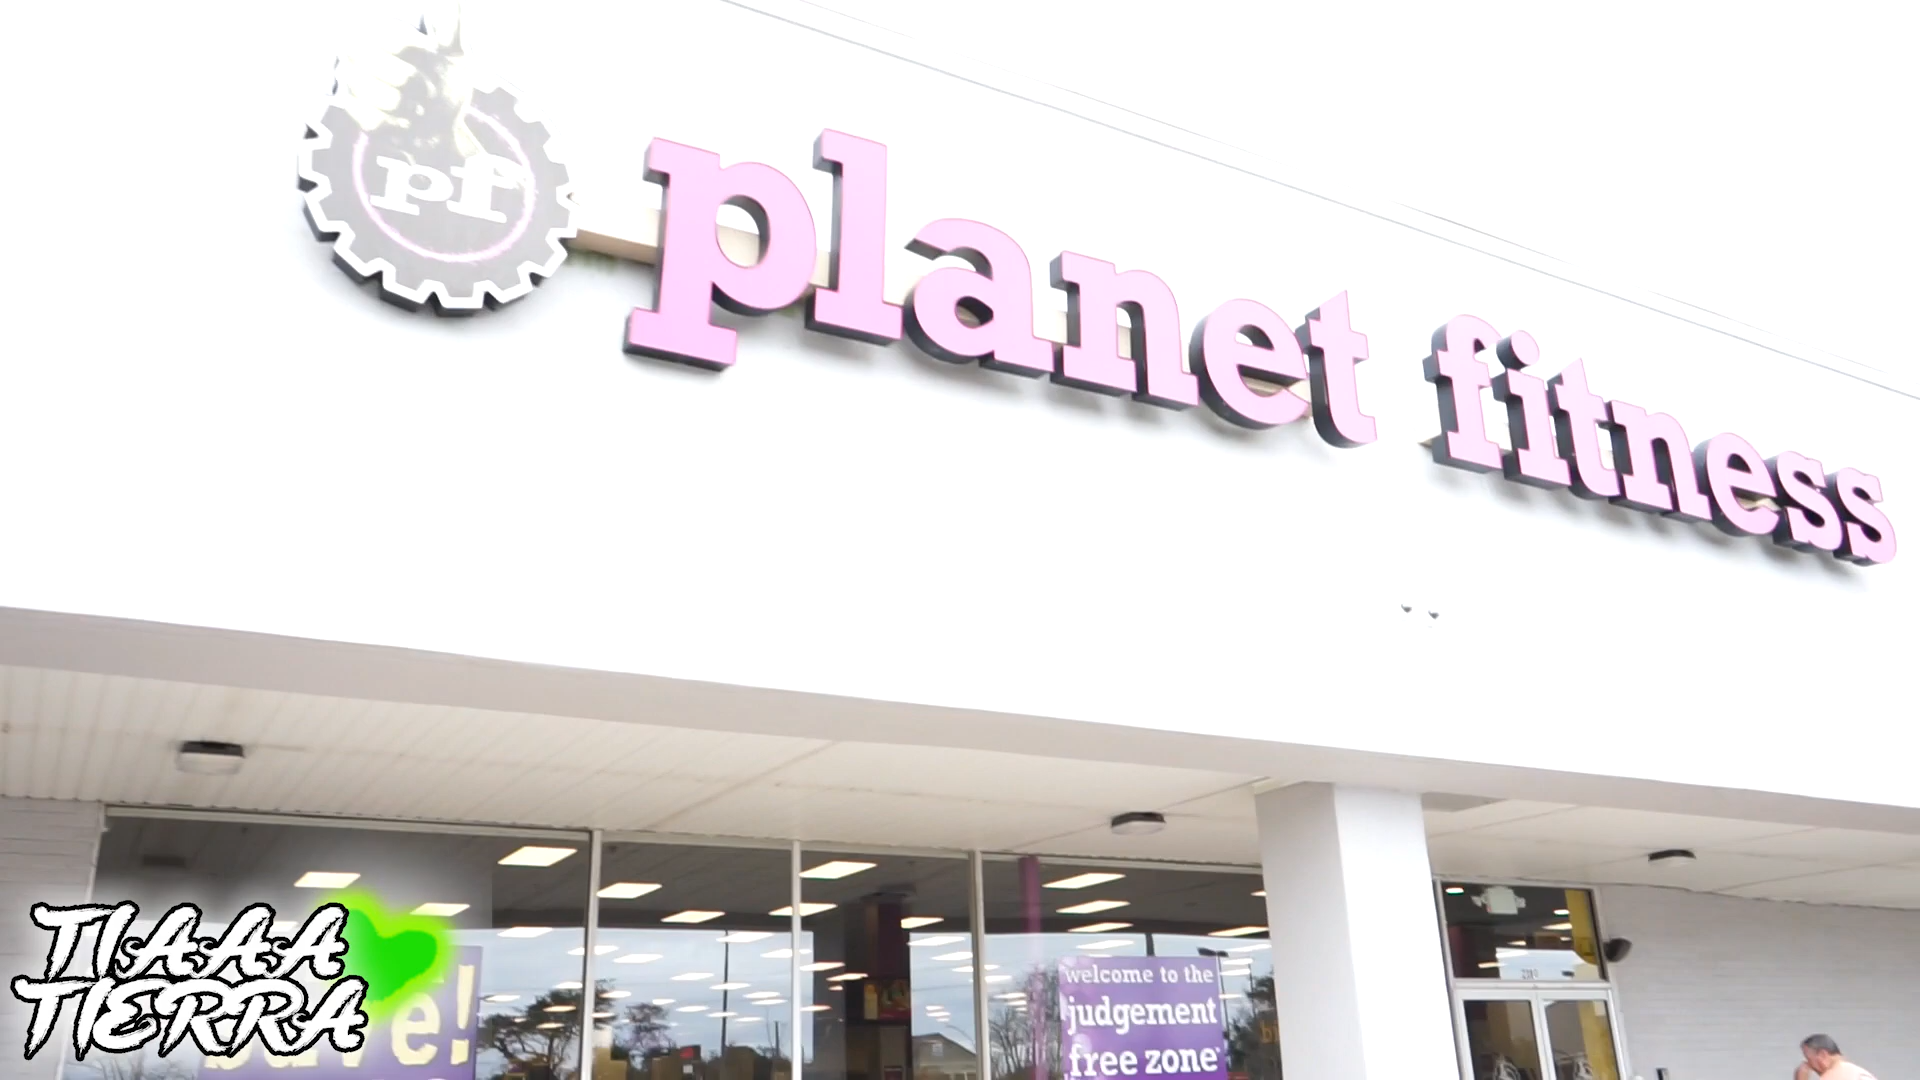 pf
planet fitness
TIAAA
TIERRA
e!
welcome to the
judgement
free zone